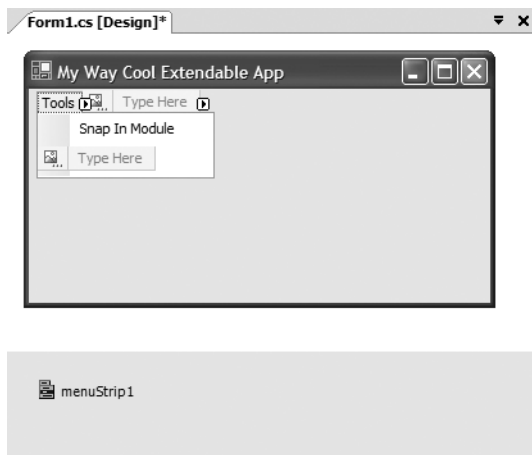 Form1.cs [Design]*
My Way Cool Extendable App
Tools Type Here
Snap In Module
Type Here
menuStrip1